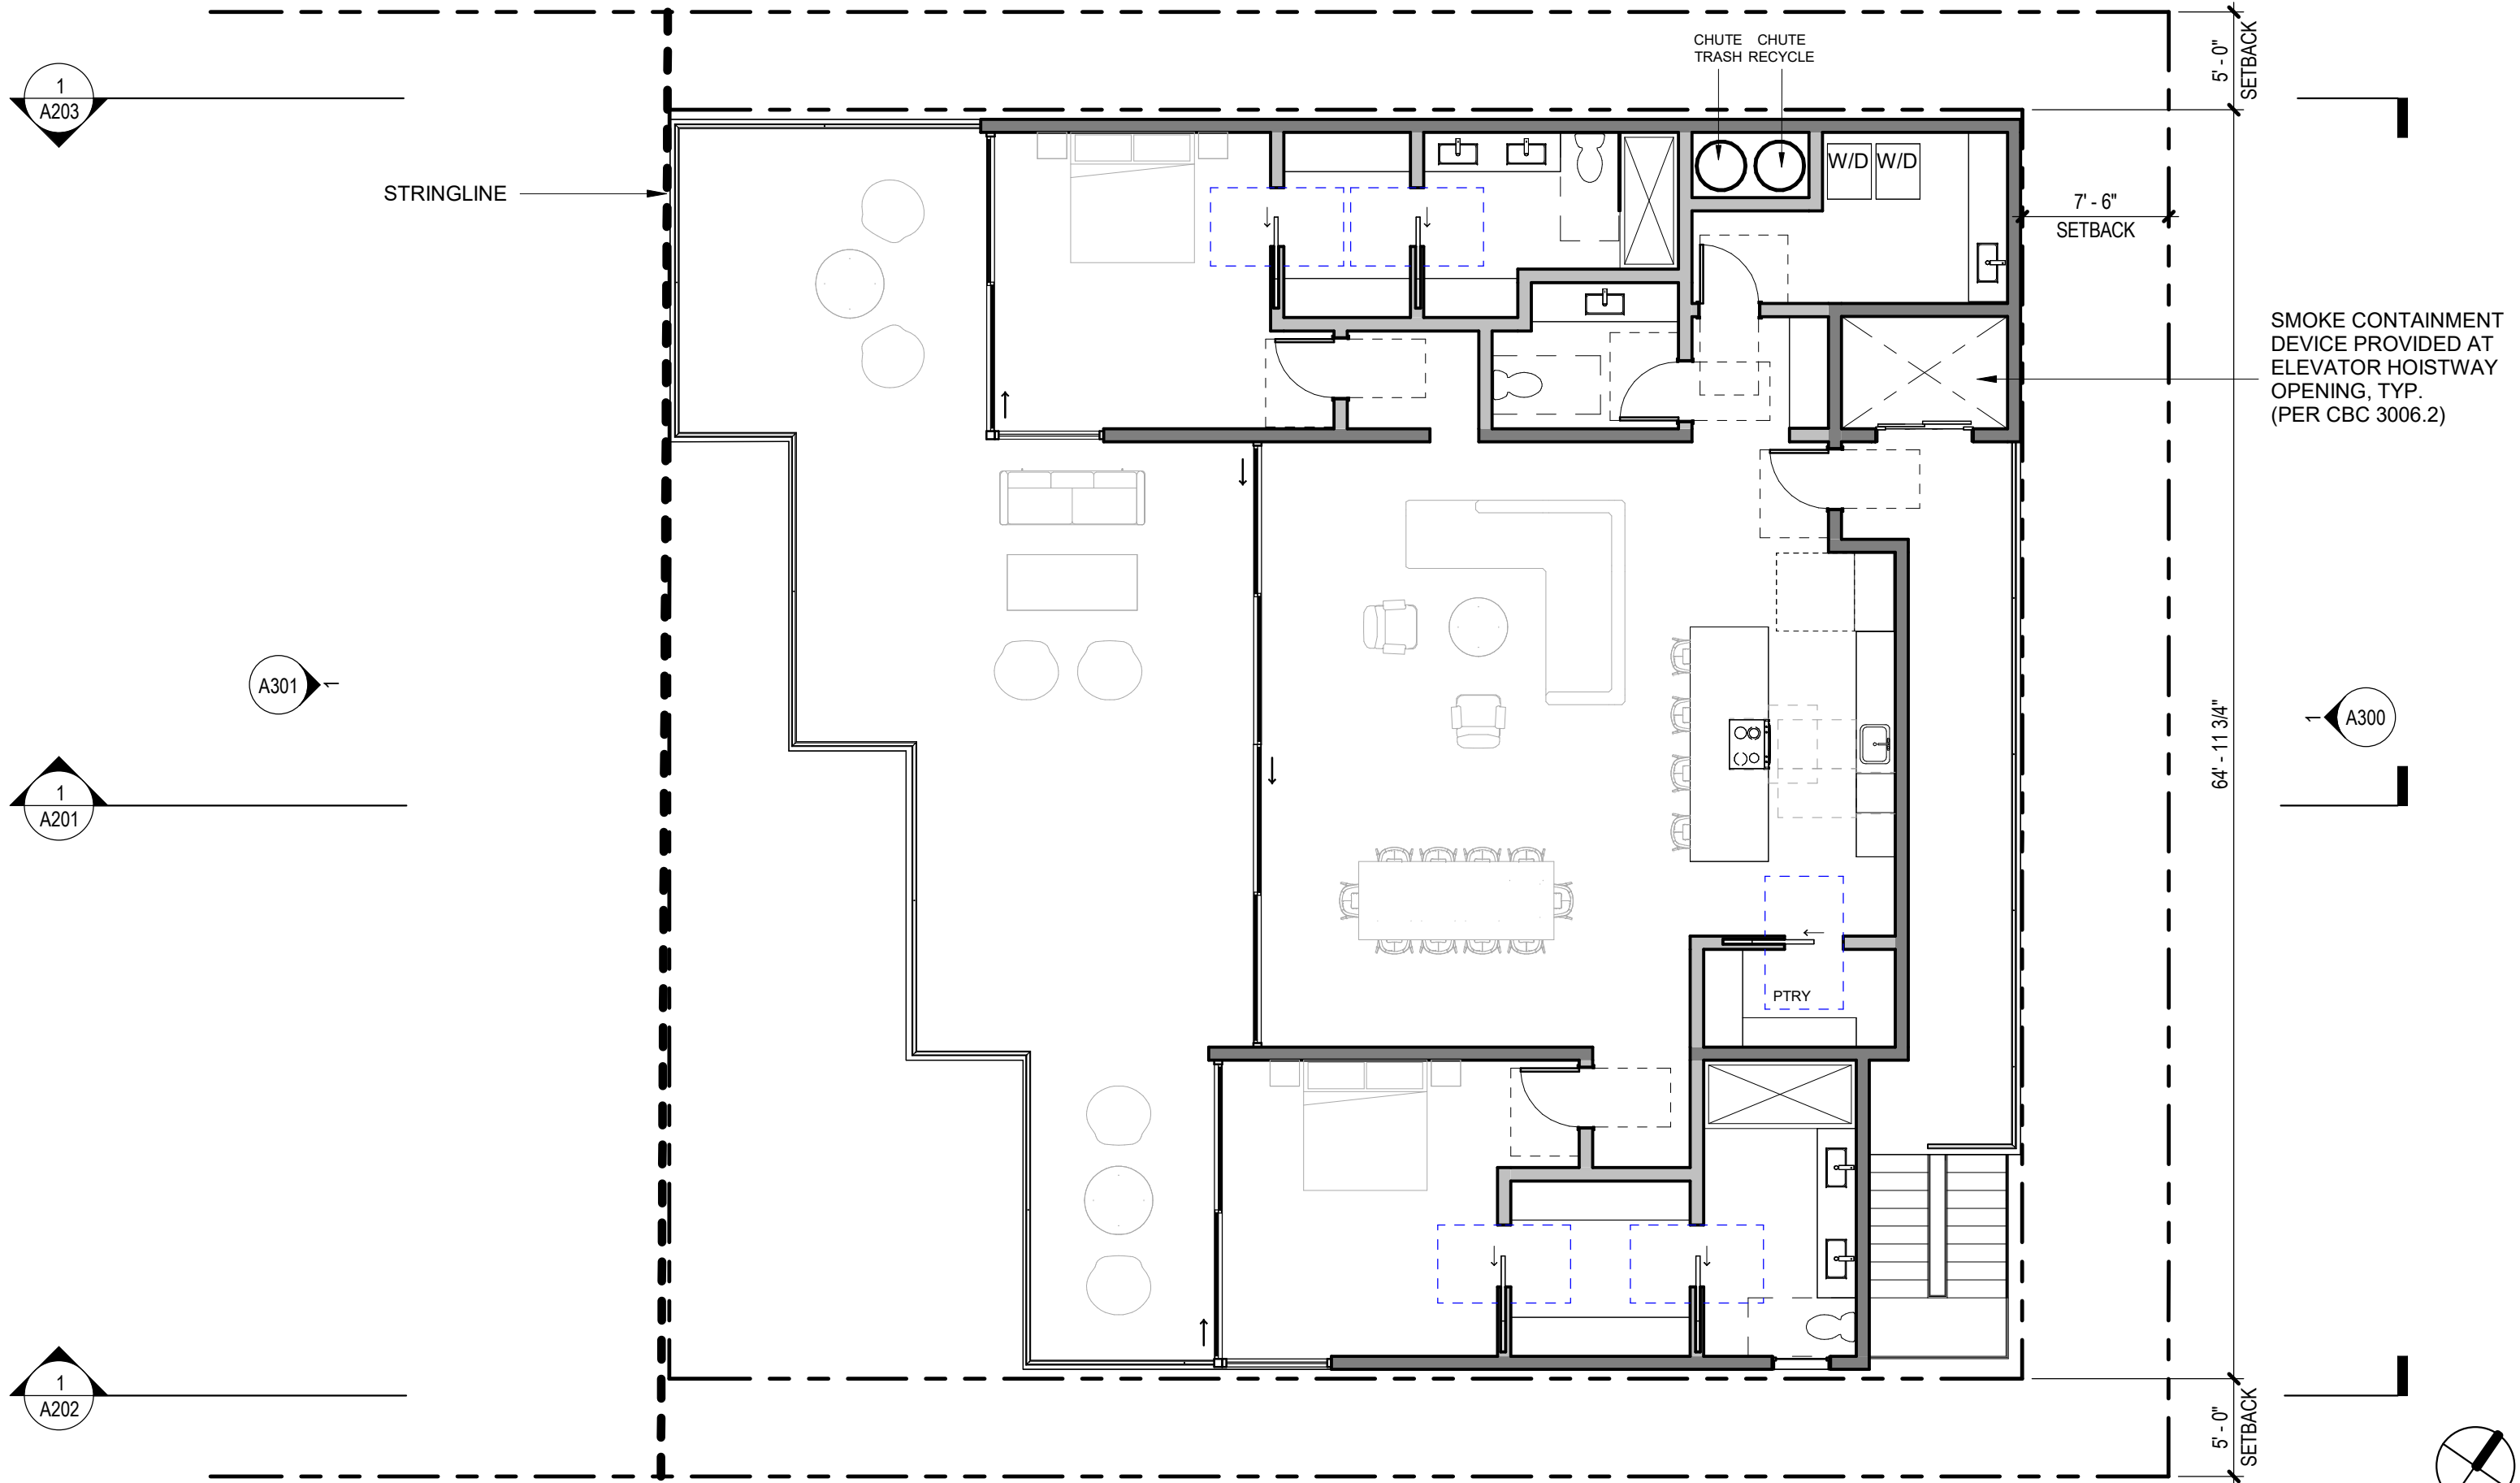 CHUTE TRASH
CHUTE RECYCLE
5' - 0"
SETBACK
1
A203
STRINGLINE
W/D
W/D
7' - 6"
SETBACK
SMOKE CONTAINMENT
DEVICE PROVIDED AT
ELEVATOR HOISTWAY
OPENING, TYP.
(PER CBC 3006.2)
A301
1
64' - 11 3/4"
1
A300
1
A201
PTRY
1
A202
5' - 0"
SETBACK